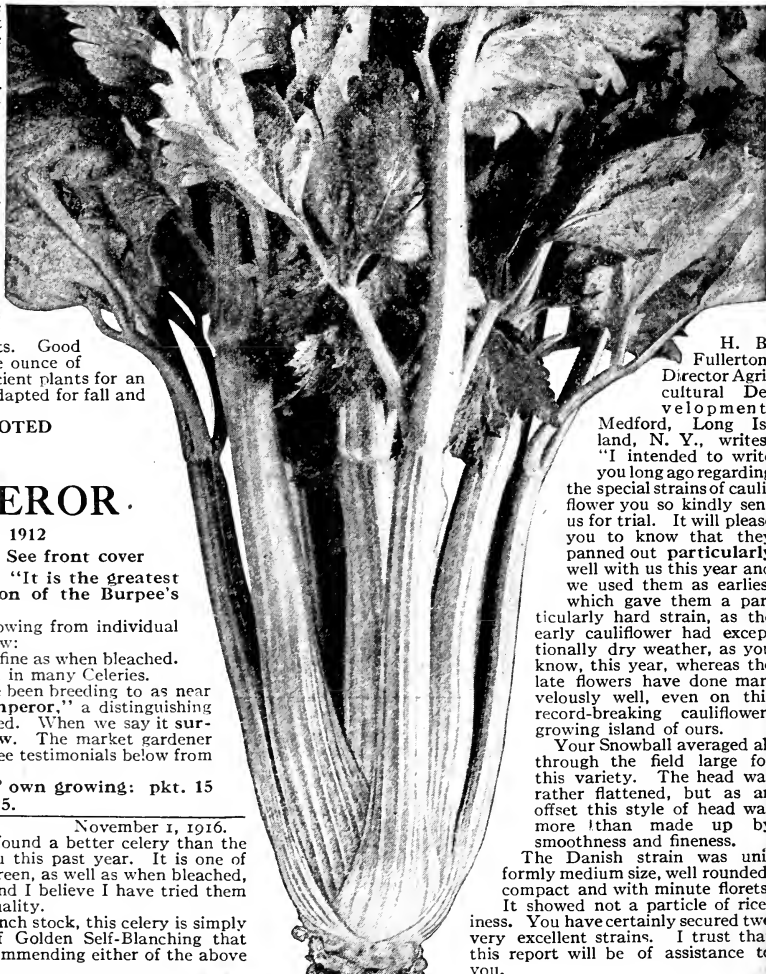 ts. Good
e ounce of
cient plants for an
dapted for fall and
OTED
EROR.
1912
See front cover
"It is the greatest
on of the Burpee's
owing from individual
w:
fine as when bleached.
in many Celeries.
e been breeding to as near
mperor," a distinguishing
ed. When we say it sur-
w. The market gardener
ee testimonials below from
' own growing: pkt. 15
5.
November 1, 1916.
found a better celery than the
u this past year. It is one of
reen, as well as when bleached,
nd I believe I have tried them
uality.
nch stock, this celery is simply
f Golden Self-Blanching that
mmending either of the above
H. B
Fullerton
Director Agri
cultural De
velopment
Medford, Long Is
land, N. Y., writes
"I intended to write
you long ago regarding
the special strains of cauli
flower you so kindly sen
us for trial. It will please
you to know that they
panned out particularly
well with us this year and
we used them as earlies
which gave them a par
ticularly hard strain, as the
early cauliflower had excep
tionally dry weather, as you
know, this year, whereas the
late flowers have done mar
velously well, even on this
record-breaking cauliflower
growing island of ours.
Your Snowball averaged al
through the field large fo
this variety. The head wa
rather flattened, but as an
offset this style of head wa
more than made up by
smoothness and fineness.
The Danish strain was uni
formly medium size, well rounded
compact and with minute florets
It showed not a particle of rice
iness. You have certainly secured two
very excellent strains. I trust that
this report will be of assistance to
you.